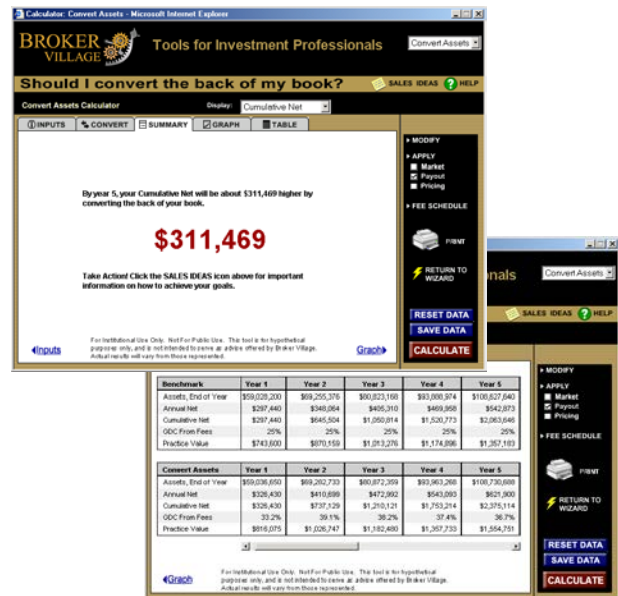 Calculator: Convert Assets - Microsoft Internet Explorer
BROKER VILLAGE
Tools for Investment Professionals
Convert Assets
Should I convert the back of my book?
SALES IDEAS ? HELP
Convert Assets Calculator
Display: Cumulative Net
INPUTS CONVERT SUMMARY GRAPH TABLE
MODIFY
APPLY
Market
Payout
Pricing
FEE SCHEDULE
PRINT
RETURN TO
WIZARD
RESET DATA
SAVE DATA
CALCULATE
By year 5, your Cumulative Net will be about $311,469 higher by
converting the back of your book.
$311,469
Take Action! Click the SALES IDEAS icon above for important
information on how to achieve your goals.
Inputs
For Institutional Use Only. Not For Public Use. This tool is for hypothetical
purposes only, and is not intended to serve as advice offered by Broker Village.
Actual results will vary from those represented.
Graph
nals
Convert Assets
SALES IDEAS ? HELP
MODIFY
APPLY
Market
Payout
Pricing
FEE SCHEDULE
PRINT
RETURN TO
WIZARD
RESET DATA
SAVE DATA
CALCULATE
Benchmark Year 1 Year 2 Year 3 Year 4 Year 5
Assets, End of Year $59,028,200 $69,255,376 $80,823,168 $93,888,974 $108,627,640
Annual Net $297,440 $348,064 $405,310 $469,958 $542,873
Cumulative Net $297,440 $645,504 $1,050,814 $1,520,773 $2,063,646
GDC From Fees 25% 25% 25% 25% 25%
Practice Value $743,600 $870,159 $1,013,276 $1,174,896 $1,357,183
Convert Assets Year 1 Year 2 Year 3 Year 4 Year 5
Assets, End of Year $59,036,650 $69,282,733 $80,872,359 $93,963,268 $108,730,688
Annual Net $326,430 $410,699 $472,992 $543,093 $621,900
Cumulative Net $326,430 $737,129 $1,210,121 $1,753,214 $2,375,114
GDC From Fees 33.2% 39.1% 38.2% 37.4% 36.7%
Practice Value $816,075 $1,026,747 $1,182,480 $1,357,733 $1,554,751
Graph
For Institutional Use Only. Not For Public Use. This tool is for hypothetical
purposes only, and is not intended to serve as advice offered by Broker Village.
Actual results will vary from those represented.